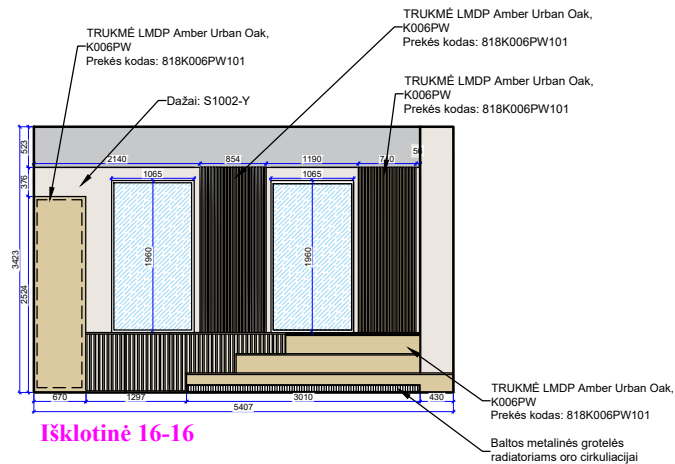 TRUKMĖ LMDP Amber Urban Oak,
K006PW
Prekės kodas: 818K006PW101
TRUKMĖ LMDP Amber Urban Oak,
K006PW
Prekės kodas: 818K006PW101
TRUKMĖ LMDP Amber Urban Oak,
K006PW
Prekės kodas: 818K006PW101
Dažai: S1002-Y
523
2140
854
1190
740
56
376
1065
1065
3423
2524
1960
1960
670
1297
3010
430
5407
TRUKMĖ LMDP Amber Urban Oak,
K006PW
Prekės kodas: 818K006PW101
Baltos metalinės grotelės
radiatoriams oro cirkuliacijai
Išklotinė 16-16